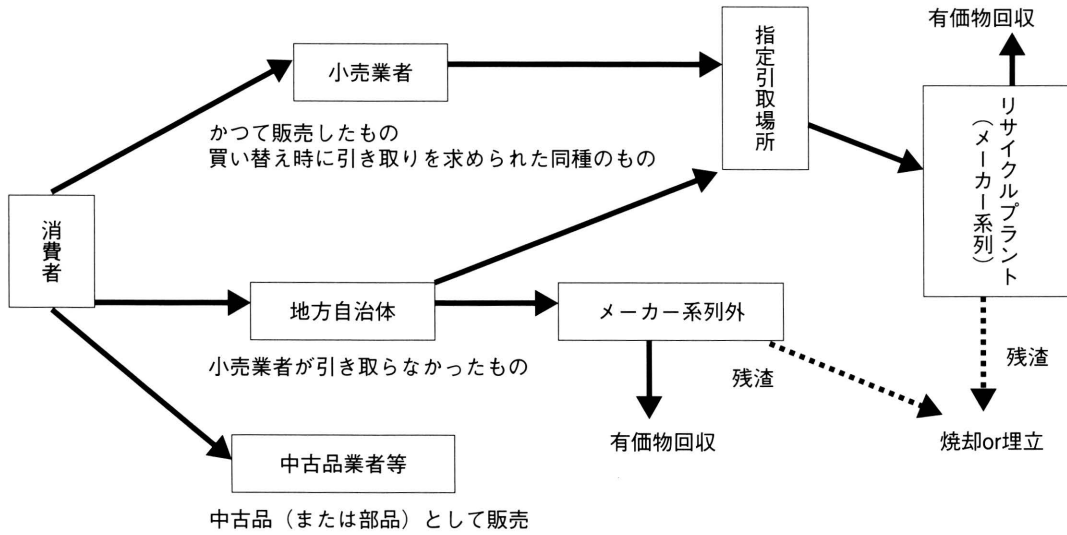 有価物回収
小売業者
指定引取場所
リサイクルプラント
（メーカー系列）
かつて販売したもの
買い替え時に引き取りを求められた同種のもの
消費者
地方自治体
メーカー系列外
小売業者が引き取らなかったもの
残渣
残渣
有価物回収
焼却or埋立
中古品業者等
中古品（または部品）として販売